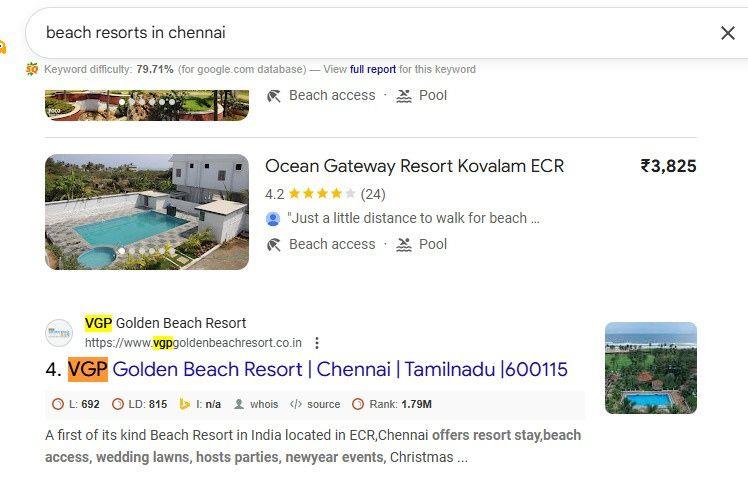 beach resorts in chennai
Keyword difficulty: 79.71% (for google.com database) — View full report for this keyword
Beach access · Pool
Ocean Gateway Resort Kovalam ECR ₹3,825
4.2 (24)
"Just a little distance to walk for beach ...
Beach access · Pool
VGP Golden Beach Resort
https://www.vgpgoldenbeachresort.co.in
4. VGP Golden Beach Resort | Chennai | Tamilnadu |600115
L: 692 LD: 815 I: n/a whois source Rank: 1.79M
A first of its kind Beach Resort in India located in ECR,Chennai offers resort stay,beach
access, wedding lawns, hosts parties, newyear events, Christmas ...